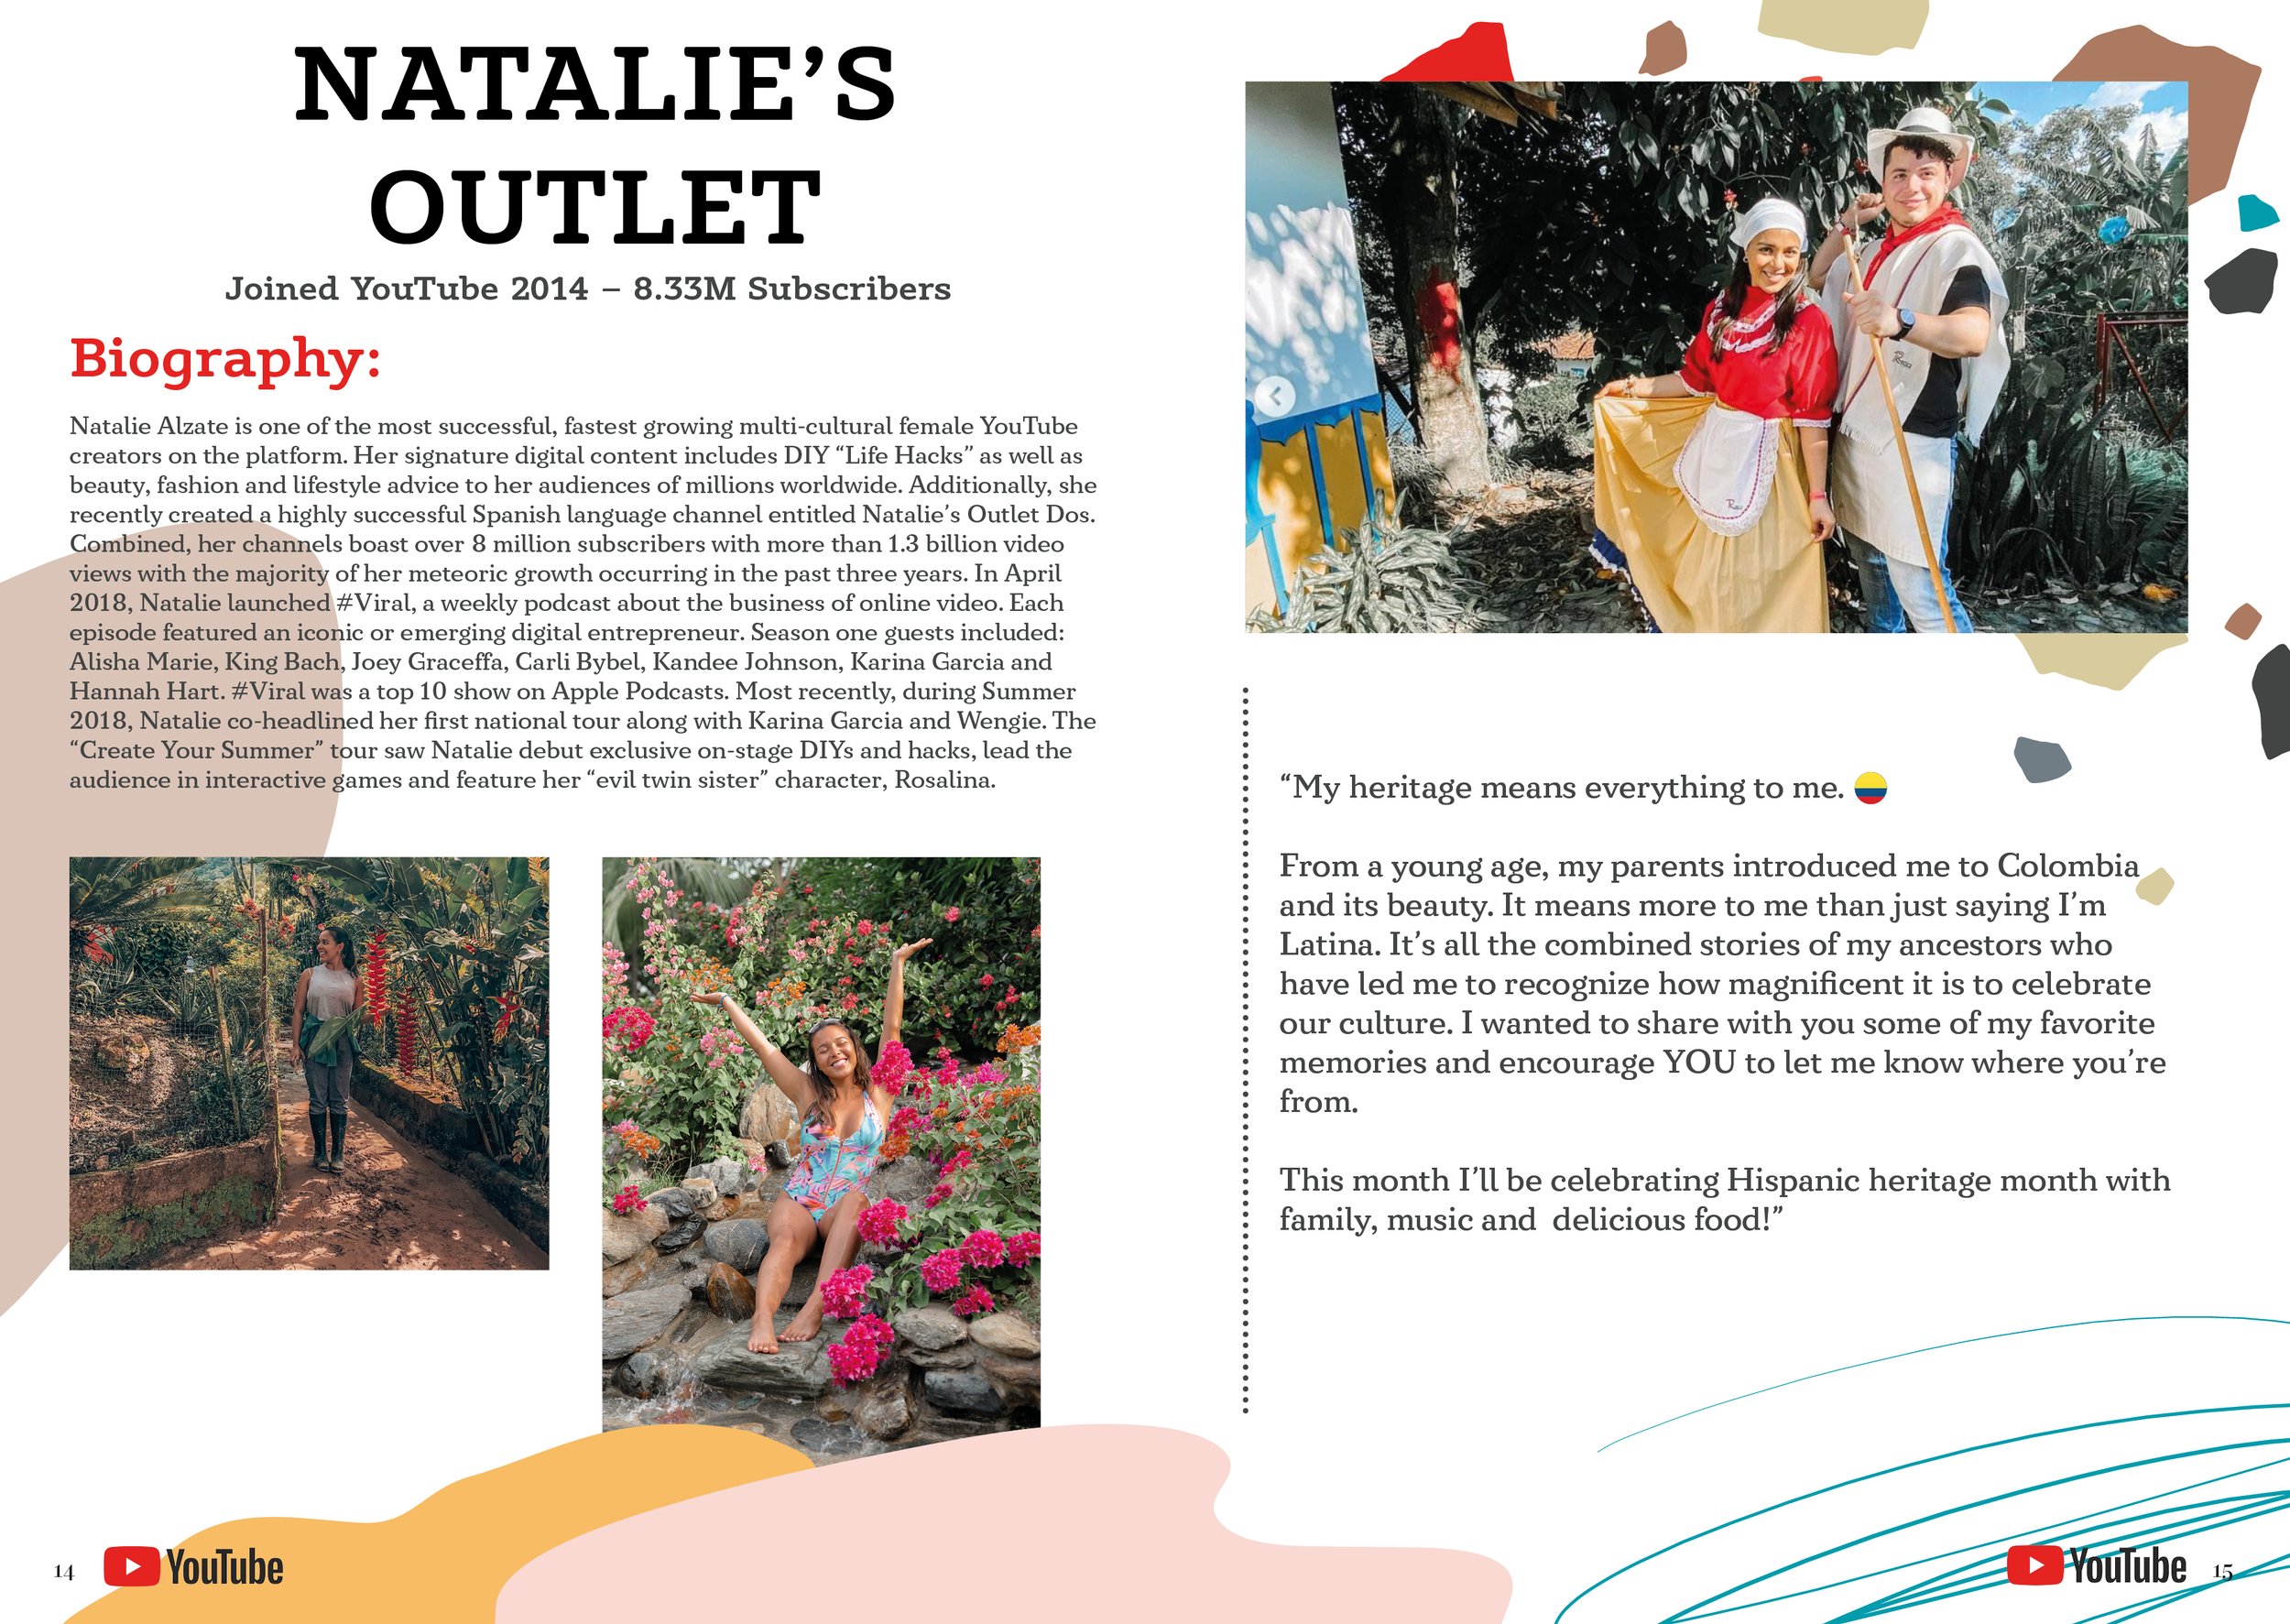 NATALIE’S
OUTLET
Joined YouTube 2014 – 8.33M Subscribers
Biography:
Natalie Alzate is one of the most successful, fastest growing multi-cultural female YouTube
creators on the platform. Her signature digital content includes DIY “Life Hacks” as well as
beauty, fashion and lifestyle advice to her audiences of millions worldwide. Additionally, she
recently created a highly successful Spanish language channel entitled Natalie’s Outlet Dos.
Combined, her channels boast over 8 million subscribers with more than 1.3 billion video
views with the majority of her meteoric growth occurring in the past three years. In April
2018, Natalie launched #Viral, a weekly podcast about the business of online video. Each
episode featured an iconic or emerging digital entrepreneur. Season one guests included:
Alisha Marie, King Bach, Joey Graceffa, Carli Bybel, Kandee Johnson, Karina Garcia and
Hannah Hart. #Viral was a top 10 show on Apple Podcasts. Most recently, during Summer
2018, Natalie co-headlined her first national tour along with Karina Garcia and Wengie. The
“Create Your Summer” tour saw Natalie debut exclusive on-stage DIYs and hacks, lead the
audience in interactive games and feature her “evil twin sister” character, Rosalina.
14
YouTube
“My heritage means everything to me.
From a young age, my parents introduced me to Colombia
and its beauty. It means more to me than just saying I’m
Latina. It’s all the combined stories of my ancestors who
have led me to recognize how magnificent it is to celebrate
our culture. I wanted to share with you some of my favorite
memories and encourage YOU to let me know where you’re
from.
This month I’ll be celebrating Hispanic heritage month with
family, music and  delicious food!”
YouTube
15